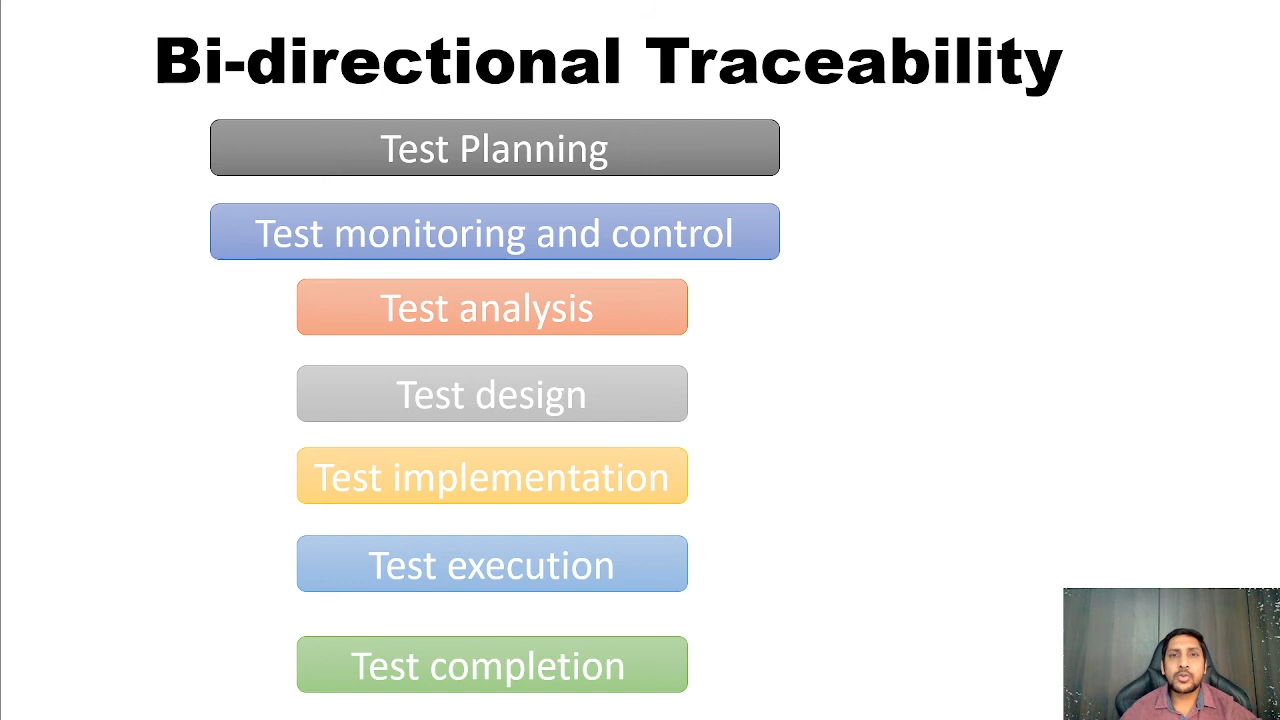 Bi-directional Traceability
Test Planning
Test monitoring and control
Test analysis
Test design
Test implementation
Test execution
Test completion